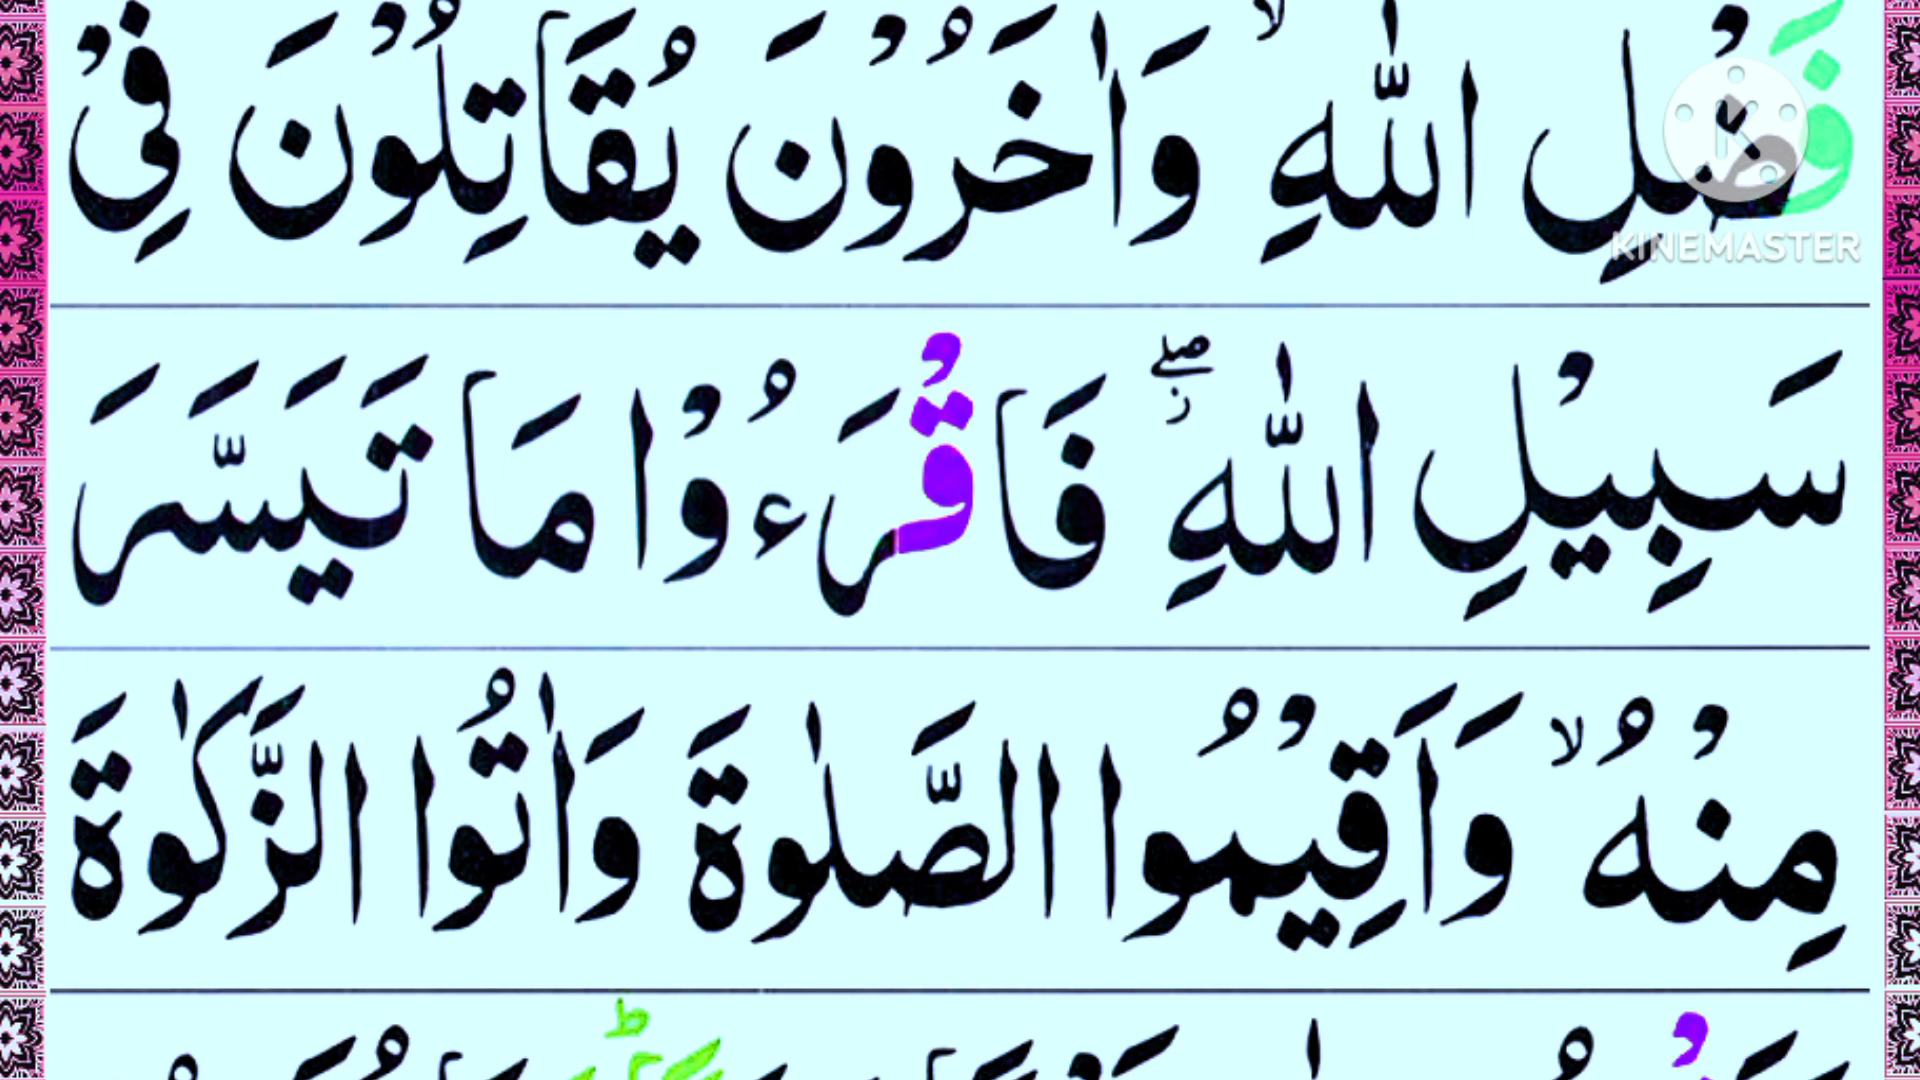 فَضْلِ اللّٰهِ ۙ وَاٰخَرُوْنَ يُقَاتِلُوْنَ فِيْ
KINEMASTER
سَبِيْلِ اللّٰهِ ۖ۬ فَاقْرَءُوْا مَا تَيَسَّرَ
مِنْهُ ۙ وَاَقِيْمُوا الصَّلٰوةَ وَاٰتُوا الزَّكٰوةَ